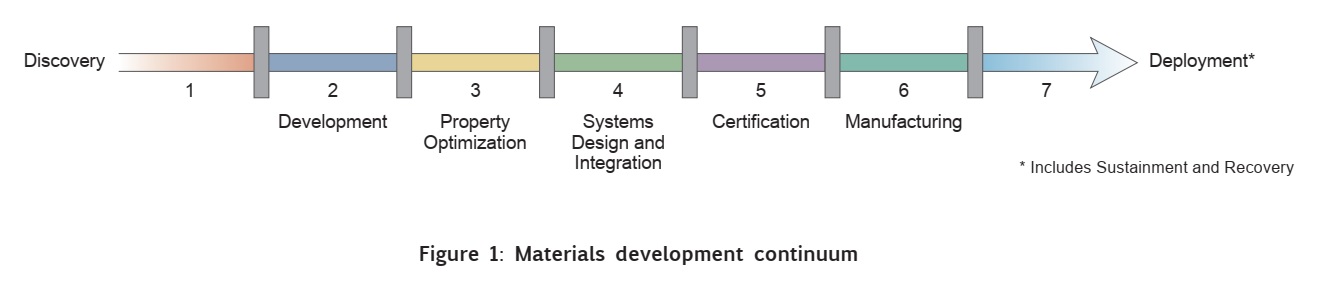 Discovery
Deployment*
1
2
3
4
5
6
7
Development
Property
Optimization
Systems
Design and
Integration
Certification
Manufacturing
* Includes Sustainment and Recovery
Figure 1: Materials development continuum